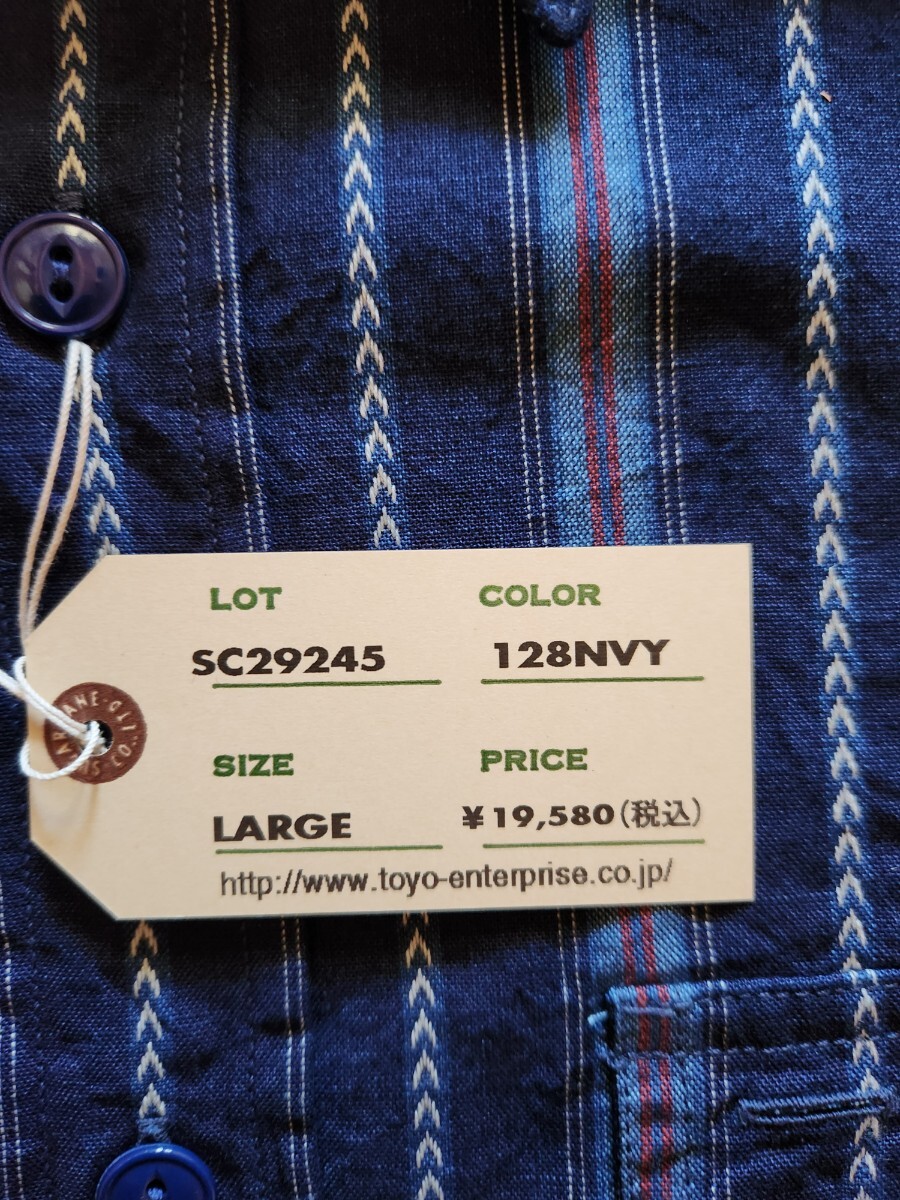 LOT COLOR
SC29245 128NVY
SIZE PRICE
LARGE ¥19,580(税込)
http://www.toyo-enterprise.co.jp/